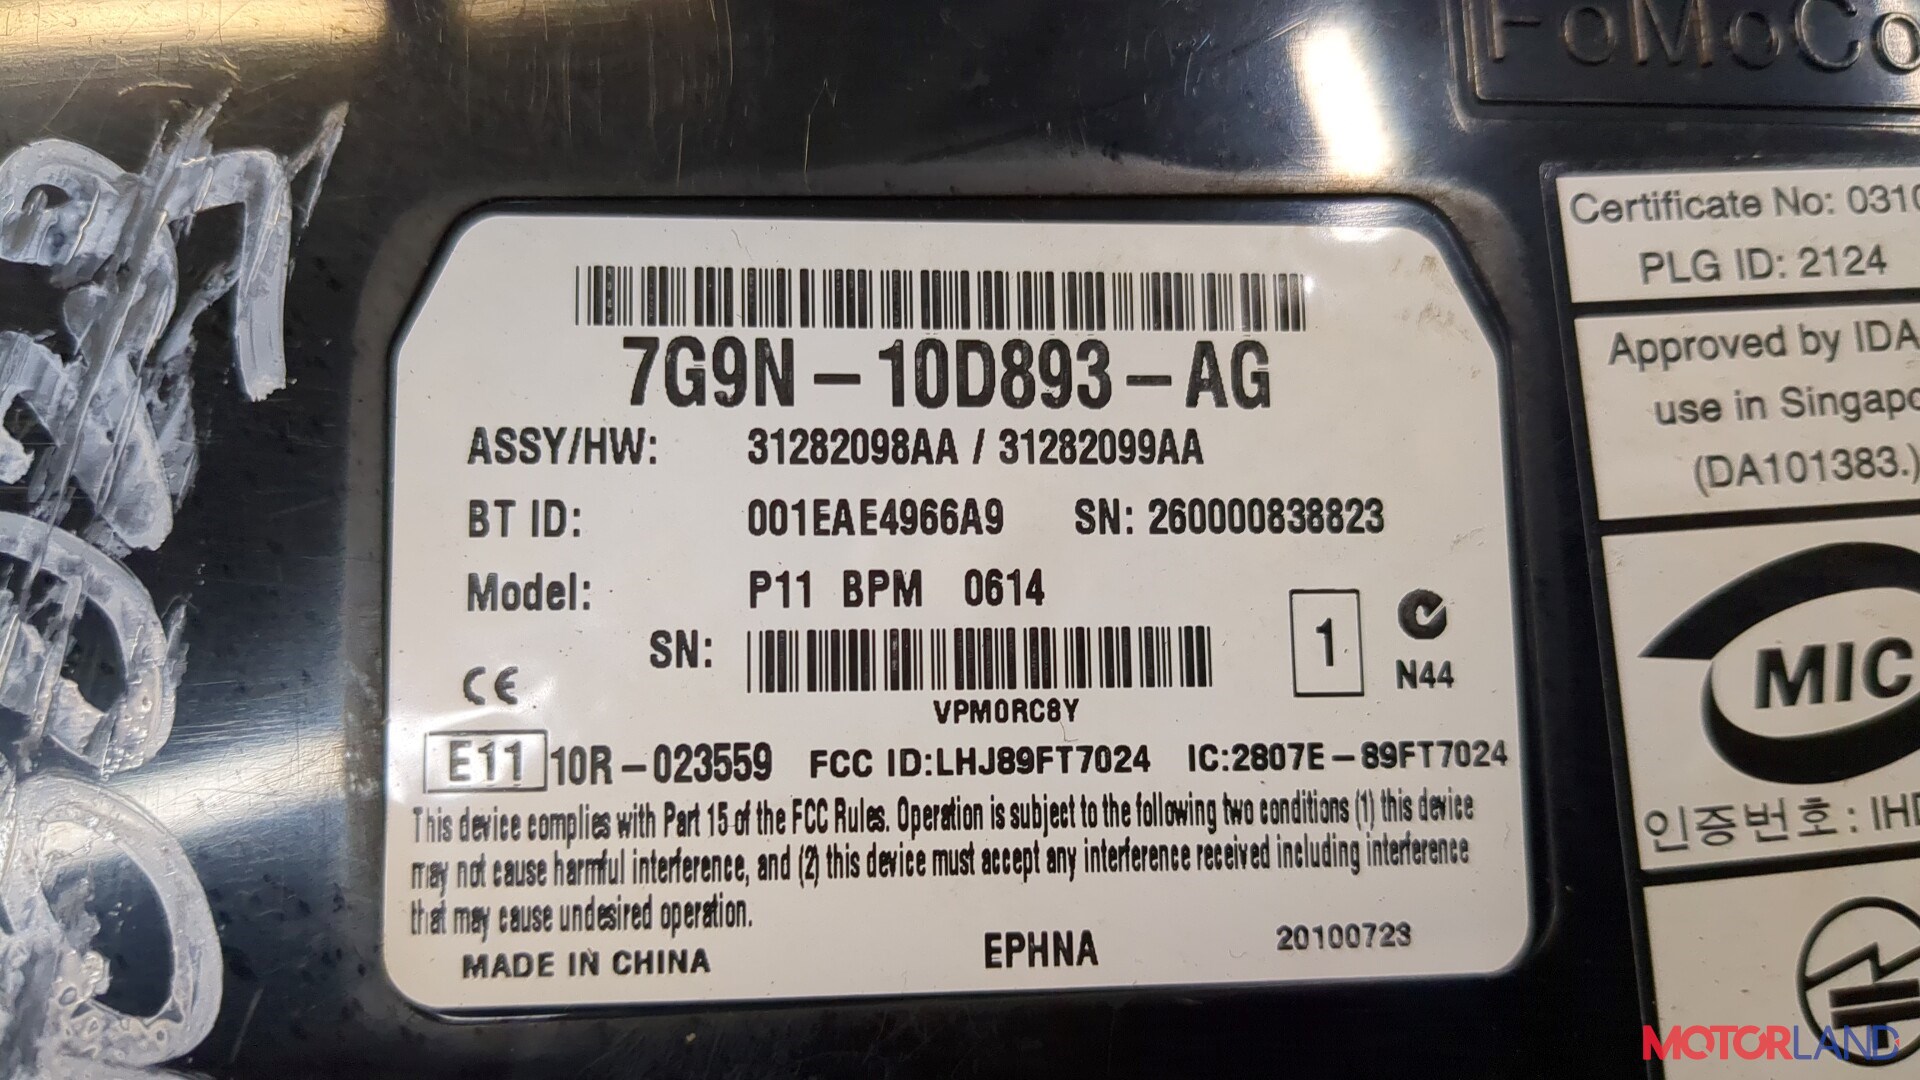 FoMoCo
7G9N-10D893-AG
ASSY/HW: 31282098AA / 31282099AA
BT ID: 001EAE4966A9 SN: 260000838823
Model: P11 BPM 0614
SN:
VPM0RC8Y
1
N44
CE
E11 10R-023559 FCC ID:LHJ89FT7024 IC:2807E-89FT7024
This device complies with Part 15 of the FCC Rules. Operation is subject to the following two conditions (1) this device
may not cause harmful interference, and (2) this device must accept any interference received including interference
that may cause undesired operation.
MADE IN CHINA EPHNA 20100723
Certificate No: 0310
PLG ID: 2124
Approved by IDA
use in Singapo
(DA101383.)
MIC
인증번호: IH
MOTORLAND